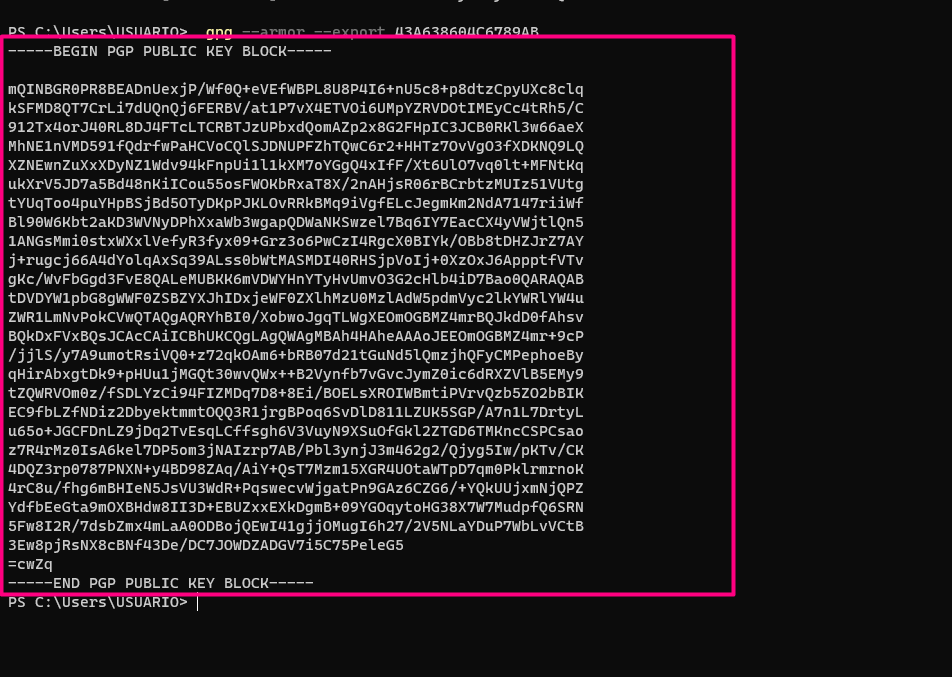 PS C:\Users\USUARIO> gpg --armor --export 43A638604C6789AB
-----BEGIN PGP PUBLIC KEY BLOCK-----
mQINBGR0PR8BEADnUexjP/Wf0Q+eVEfWBPL8U8P4I6+nU5c8+p8dtzCpyUXc8clq
kSFMD8QT7CrLi7dUQnQj6FERBV/at1P7vX4ETVOi6UMpYZRVDOtIMEyCc4tRh5/C
912Tx4orJ40RL8DJ4FTcLTCRBTJzUPbxdQomAZp2x8G2FHpIC3JCB0RKl3w66aeX
MhNE1nVMD591fQdrfwPaHCVoCQlSJDNUPFZhTQwC6r2+HHTz7OvVgO3fXDKNQ9LQ
XZNEwnZuXxXDyNZ1Wdv94kFnpUi1l1kXM7oYGgQ4xIfF/Xt6UlO7vq0lt+MFNtKq
ukXrV5JD7a5Bd48nKiICou55osFWOKbRxaT8X/2nAHjsR06rBCrbtzMUIz51VUtg
tYUqToo4puYHpBSjBd5OTyDKpPJKLOvRRkBMq9iVgfELcJegmKm2NdA7147riiWf
Bl90W6Kbt2aKD3WVNyDPhXxaWb3wgapQDWaNKSwzel7Bq6IY7EacCX4yVWjtlQn5
1ANGsMmi0stxWXxlVefyR3fyx09+Grz3o6PwCzI4RgcX0BIYk/OBb8tDHZJrZ7AY
j+rugcj66A4dYolqAxSq39ALss0bWtMASMDI40RHSjpVoIj+0XzOxJ6AppptfVTv
gKc/WvFbGgd3FvE8QALeMUBKK6mVDWYHnYTyHvUmvO3G2cHlb4iD7Bao0QARAQAB
tDVDYW1pbG8gWWF0ZSBZYXJhIDxjeWF0ZXlhMzU0MzlAdW5pdmVyc2lkYWRlYW4u
ZWR1LmNvPokCVwQTAQgAQRYhBI0/XobwoJgqTLWgXEOmOGBMZ4mrBQJkdD0fAhsv
BQkDxFVxBQsJCAcCAiICBhUKCQgLAgQWAgMBAh4HAheAAAoJEEOmOGBMZ4mr+9cP
/jjlS/y7A9umotRsiVQ0+z72qkOAm6+bRB07d21tGuNd5lQmzjhQFyCMPephoeBy
qHirAbxgtDk9+pHUu1jMGQt30wvQWx++B2Vynfb7vGvcJymZ0ic6dRXZVlB5EMy9
tZQWRVOm0z/fSDLYzCi94FIZMDq7D8+8Ei/BOELsXROIWBmtiPVrvQzb5ZO2bBIK
EC9fbLZfNDiz2DbyektmmtOQQ3R1jrgBPoq6SvDlD811LZUK5SGP/A7n1L7DrtyL
u65o+JGCFDnLZ9jDq2TvEsqLCffsgh6V3VuyN9XSuOfGkl2ZTGD6TMKncCSPCsao
z7R4rMz0IsA6kel7DP5om3jNAIzrp7AB/Pbl3ynjJ3m462g2/Qjyg5Iw/pKTv/CK
4DQZ3rp0787PNXN+y4BD98ZAq/AiY+QsT7Mzm15XGR4UOtaWTpD7qm0PklrmrnoK
4rC8u/fhg6mBHIeN5JsVU3WdR+PqswecvWjgatPn9GAz6CZG6/+YQkUUjxmNjQPZ
YdfbEeGta9mOXBHdw8II3D+EBUZxxEXkDgmB+09YGOqytoHG38X7W7MudpfQ6SRN
5Fw8I2R/7dsbZmx4mLaA0ODBojQEwI41gjjOMugI6h27/2V5NLaYDuP7WbLvVCtB
3Ew8pjRsNX8cBNf43De/DC7JOWDZADGV7i5C75PeleG5
=cwZq
-----END PGP PUBLIC KEY BLOCK-----
PS C:\Users\USUARIO>